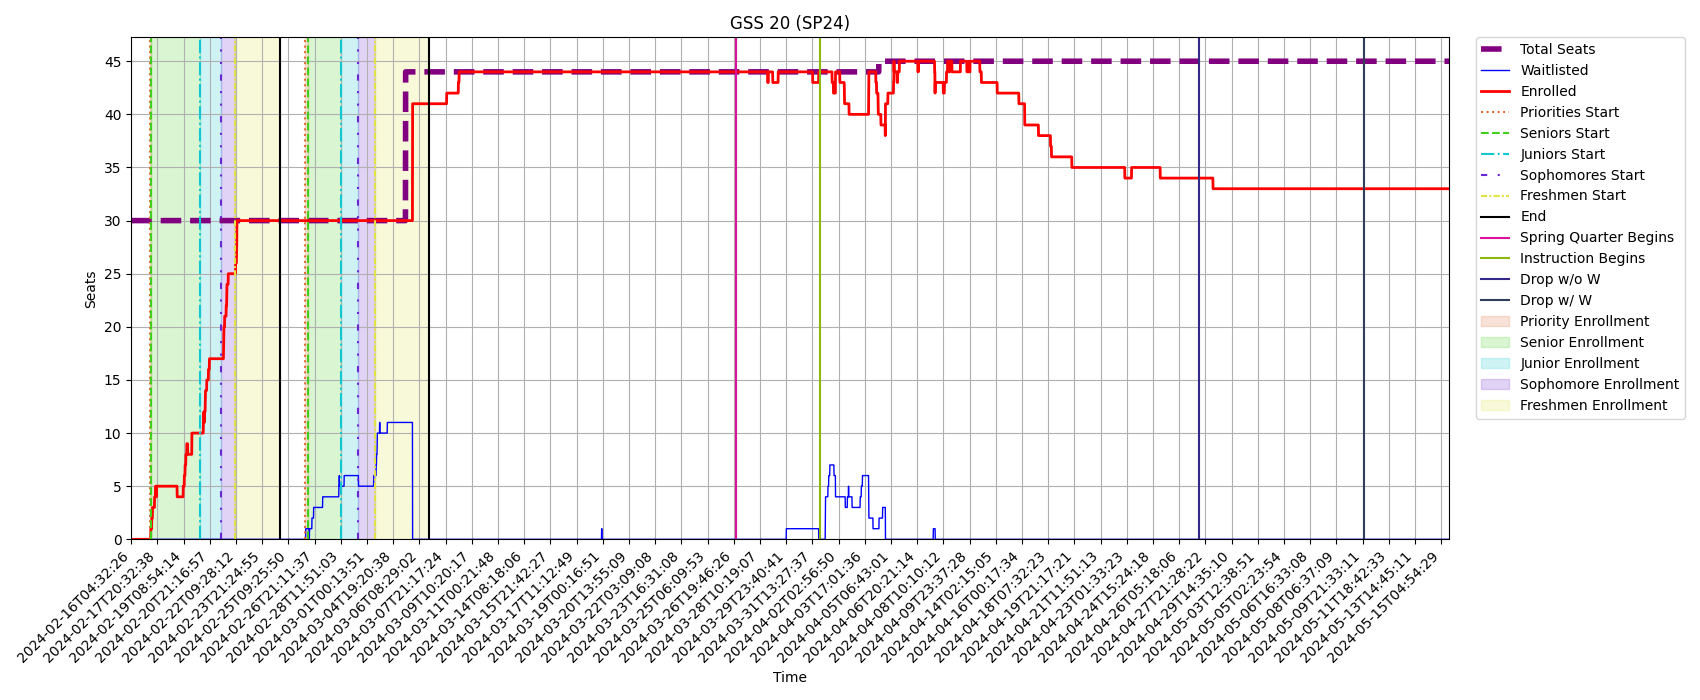 GSS 20 (SP24)
Seats
45
40
35
30
25
20
15
10
5
0
2024-02-16T04:32:26
2024-02-17T20:32:38
2024-02-19T08:54:14
2024-02-20T21:16:57
2024-02-22T09:28:12
2024-02-23T21:24:55
2024-02-25T09:25:50
2024-02-26T21:11:37
2024-02-28T11:51:03
2024-03-01T00:13:51
2024-03-04T19:20:38
2024-03-06T08:29:02
2024-03-07T21:17:24
2024-03-09T10:20:17
2024-03-11T00:21:48
2024-03-14T08:18:06
2024-03-15T21:42:27
2024-03-17T11:12:49
2024-03-19T00:16:51
2024-03-20T13:55:09
2024-03-22T03:09:08
2024-03-23T16:31:08
2024-03-25T06:09:53
2024-03-26T19:46:26
2024-03-28T10:19:07
2024-03-29T23:40:41
2024-03-31T13:27:37
2024-04-02T02:56:50
2024-04-03T17:01:36
2024-04-05T06:43:01
2024-04-06T20:21:14
2024-04-08T10:10:12
2024-04-09T23:37:28
2024-04-14T02:15:05
2024-04-16T00:17:34
2024-04-18T07:32:23
2024-04-19T21:17:21
2024-04-21T11:51:13
2024-04-23T01:33:23
2024-04-24T15:24:18
2024-04-26T05:18:06
2024-04-27T21:28:22
2024-04-29T14:35:10
2024-05-03T12:38:51
2024-05-05T02:23:54
2024-05-06T16:33:09
2024-05-08T06:37:09
2024-05-09T21:33:11
2024-05-11T18:42:33
2024-05-13T14:45:11
2024-05-15T04:54:29
Time
Total Seats
Waitlisted
Enrolled
Priorities Start
Seniors Start
Juniors Start
Sophomores Start
Freshmen Start
End
Spring Quarter Begins
Instruction Begins
Drop w/o W
Drop w/ W
Priority Enrollment
Senior Enrollment
Junior Enrollment
Sophomore Enrollment
Freshmen Enrollment